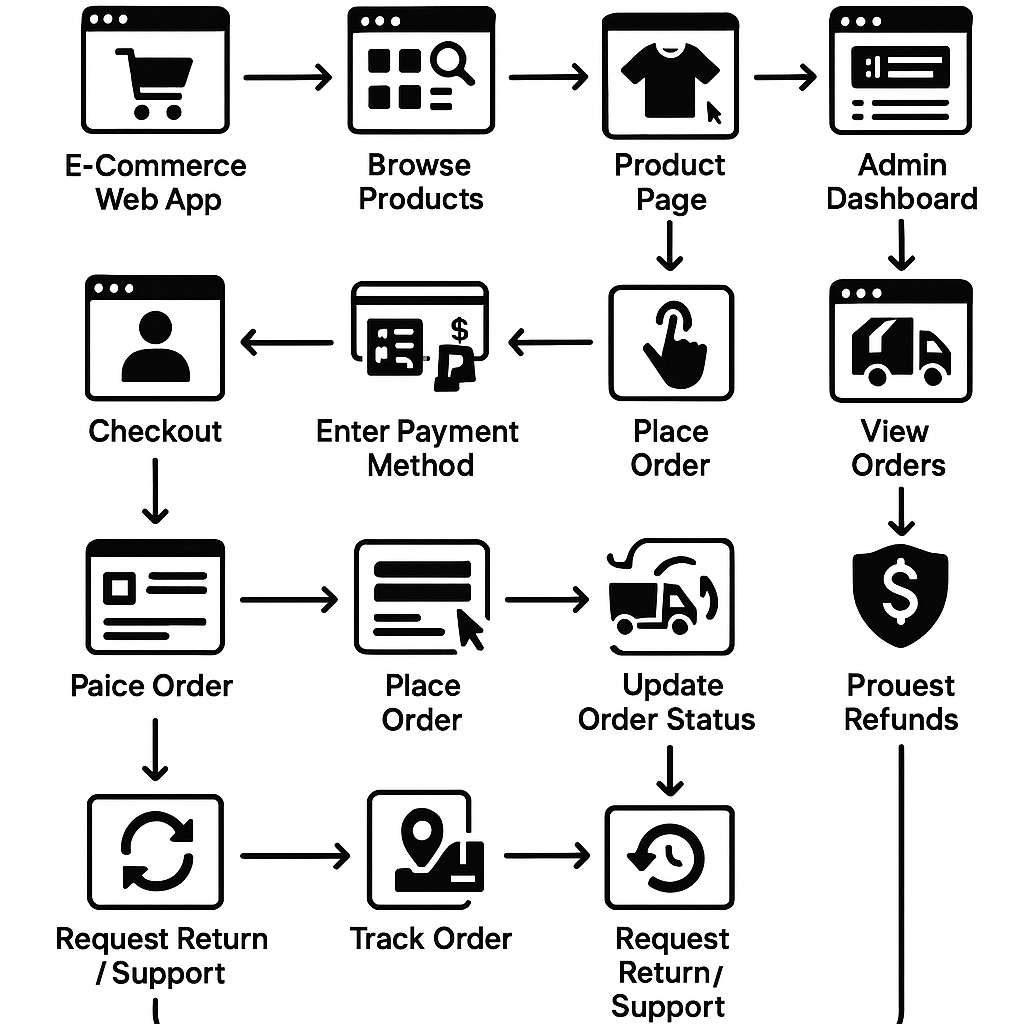 E-Commerce
Web App
Browse
Products
Product
Page
Admin
Dashboard
Checkout
$
P
Enter Payment
Method
Place
Order
View
Orders
Paice Order
Place
Order
Update
Order Status
$
Prouest
Refunds
Request Return
/ Support
Track Order
Request
Return/
Support